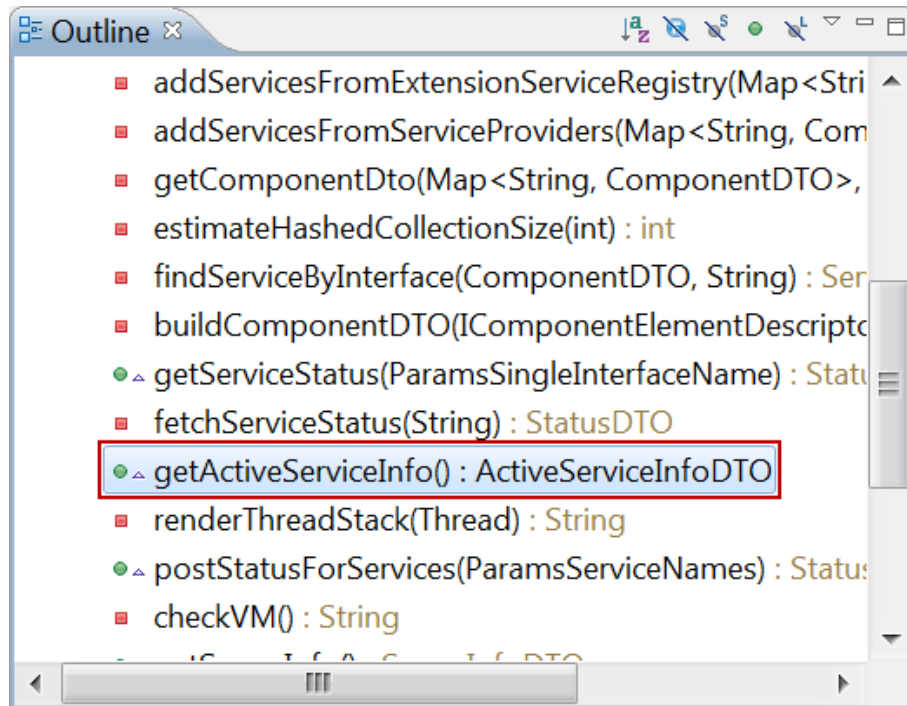 Outline
addServicesFromExtensionServiceRegistry(Map<Stri
addServicesFromServiceProviders(Map<String, Com
getComponentDto(Map<String, ComponentDTO>,
estimateHashedCollectionSize(int) : int
findServiceByInterface(ComponentDTO, String) : Ser
buildComponentDTO(IComponentElementDescripto
getServiceStatus(ParamsSingleInterfaceName) : Statu
fetchServiceStatus(String) : StatusDTO
getActiveServiceInfo() : ActiveServiceInfoDTO
renderThreadStack(Thread) : String
postStatusForServices(ParamsServiceNames) : Status
checkVM() : String